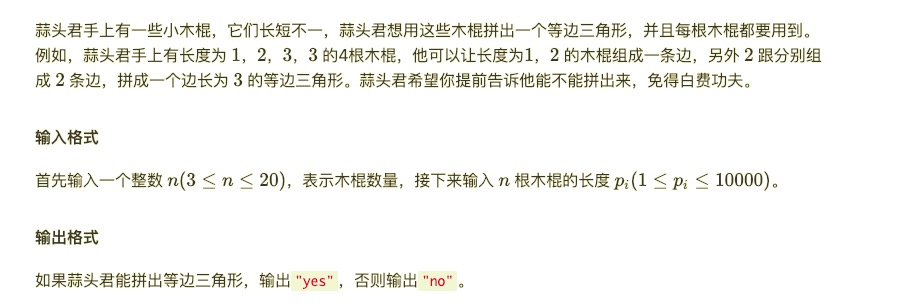 蒜头君手上有一些小木棍，它们长短不一，蒜头君想用这些木棍拼出一个等边三角形，并且每根木棍都要用到。
例如，蒜头君手上有长度为 1，2，3，3 的4根木棍，他可以让长度为1，2 的木棍组成一条边，另外 2 跟分别组
成 2 条边，拼成一个边长为 3 的等边三角形。蒜头君希望你提前告诉他能不能拼出来，免得白费功夫。
输入格式
首先输入一个整数 n(3 ≤ n ≤ 20)，表示木棍数量，接下来输入 n 根木棍的长度 pᵢ(1 ≤ pᵢ ≤ 10000)。
输出格式
如果蒜头君能拼出等边三角形，输出 "yes"，否则输出 "no"。